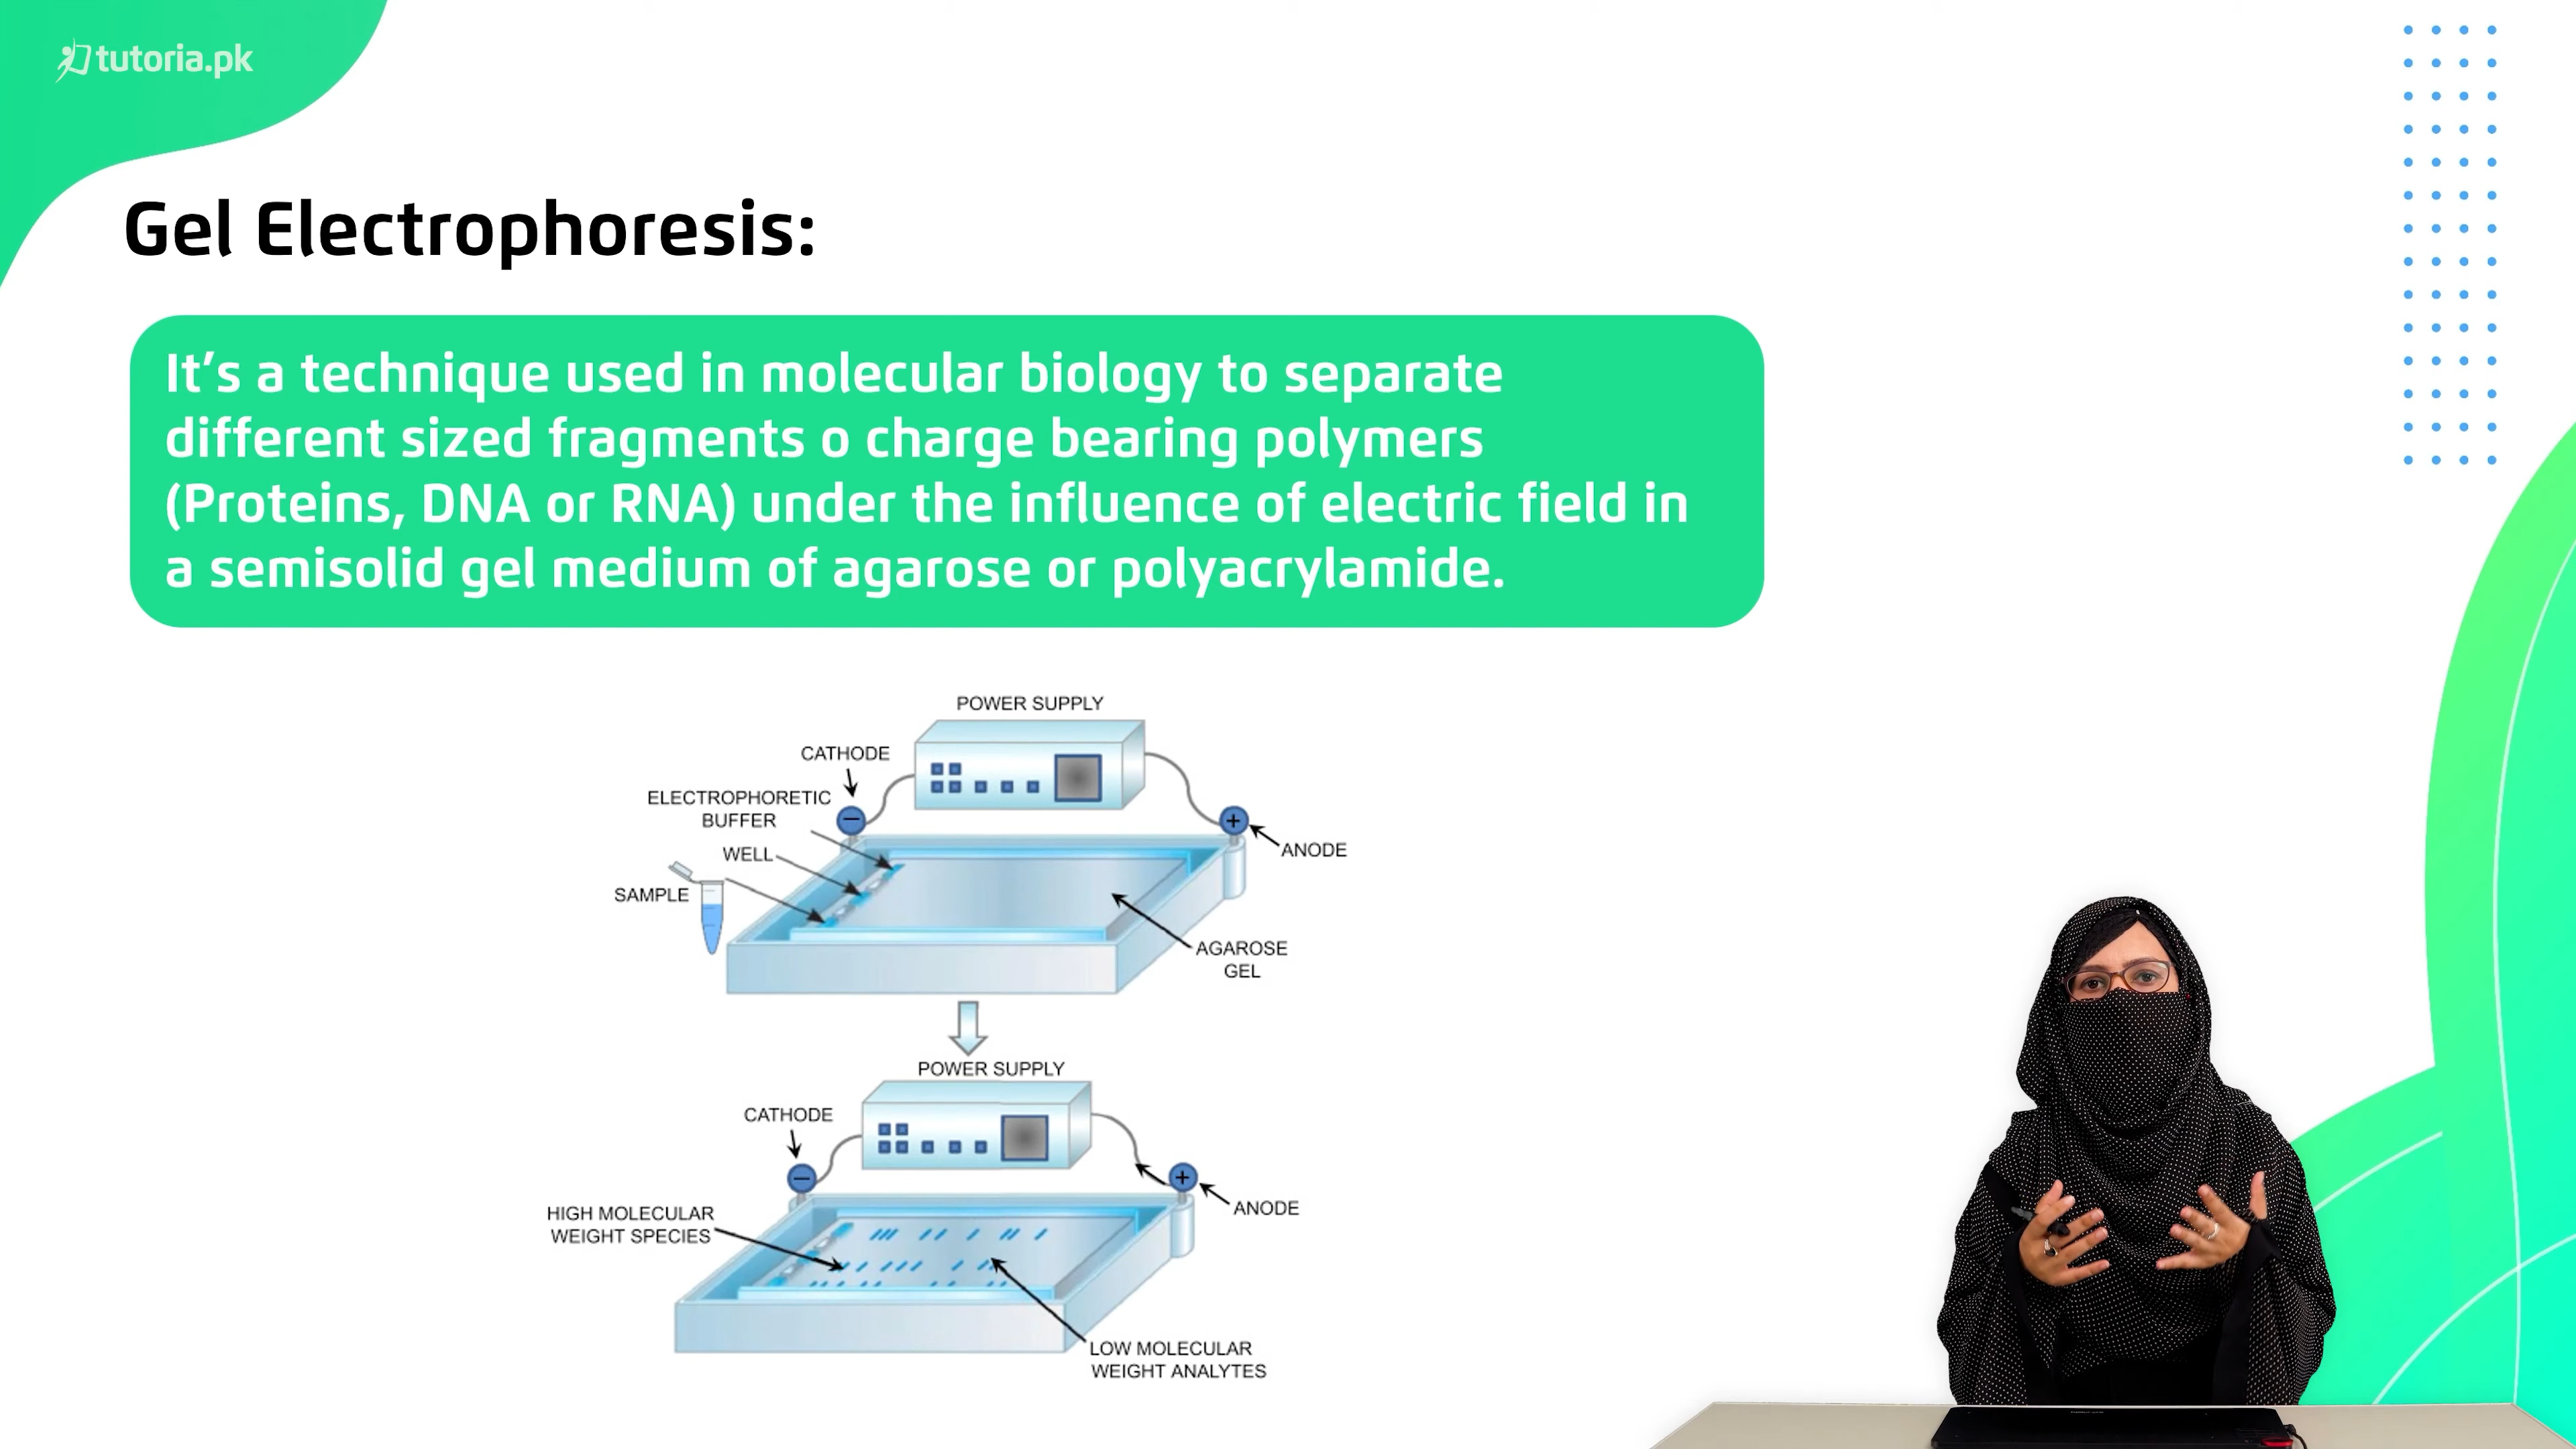 tutoria.pk
Gel Electrophoresis:
It's a technique used in molecular biology to separate
different sized fragments o charge bearing polymers
(Proteins, DNA or RNA) under the influence of electric field in
a semisolid gel medium of agarose or polyacrylamide.
POWER SUPPLY
CATHODE
ELECTROPHORETIC
BUFFER
WELL
SAMPLE
ANODE
AGAROSE
GEL
POWER SUPPLY
CATHODE
ANODE
HIGH MOLECULAR
WEIGHT SPECIES
LOW MOLECULAR
WEIGHT ANALYTES